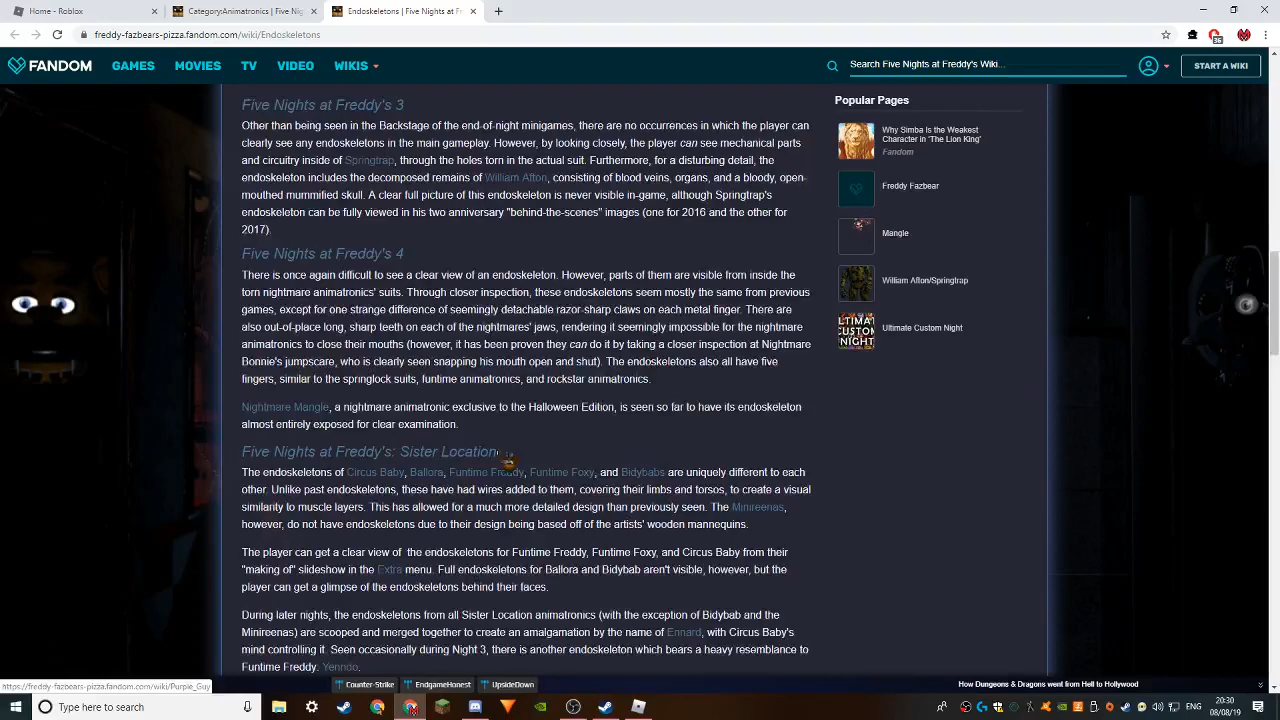 Home - Roblox
Category:Animatronics | Five Nig
Endoskeletons | Five Nights at Fr
freddy-fazbears-pizza.fandom.com/wiki/Endoskeletons
FANDOM
GAMES
MOVIES
TV
VIDEO
WIKIS
Search Five Nights at Freddy's Wiki...
START A WIKI
Five Nights at Freddy's 3
Other than being seen in the Backstage of the end-of-night minigames, there are no occurrences in which the player can
clearly see any endoskeletons in the main gameplay. However, by looking closely, the player can see mechanical parts
and circuitry inside of Springtrap, through the holes torn in the actual suit. Furthermore, for a disturbing detail, the
endoskeleton includes the decomposed remains of William Afton, consisting of blood veins, organs, and a bloody, open-
mouthed mummified skull. A clear full picture of this endoskeleton is never visible in-game, although Springtrap's
endoskeleton can be fully viewed in his two anniversary "behind-the-scenes" images (one for 2016 and the other for
2017).
Five Nights at Freddy's 4
There is once again difficult to see a clear view of an endoskeleton. However, parts of them are visible from inside the
torn nightmare animatronics' suits. Through closer inspection, these endoskeletons seem mostly the same from previous
games, except for one strange difference of seemingly detachable razor-sharp claws on each metal finger. There are
also out-of-place long, sharp teeth on each of the nightmares' jaws, rendering it seemingly impossible for the nightmare
animatronics to close their mouths (however, it has been proven they can do it by taking a closer inspection at Nightmare
Bonnie's jumpscare, who is clearly seen snapping his mouth open and shut). The endoskeletons also all have five
fingers, similar to the springlock suits, funtime animatronics, and rockstar animatronics.
Nightmare Mangle, a nightmare animatronic exclusive to the Halloween Edition, is seen so far to have its endoskeleton
almost entirely exposed for clear examination.
Five Nights at Freddy's: Sister Location
The endoskeletons of Circus Baby, Ballora, Funtime Freddy, Funtime Foxy, and Bidybabs are uniquely different to each
other. Unlike past endoskeletons, these have had wires added to them, covering their limbs and torsos, to create a visual
similarity to muscle layers. This has allowed for a much more detailed design than previously seen. The Minireenas,
however, do not have endoskeletons due to their design being based off of the artists' wooden mannequins.
The player can get a clear view of the endoskeletons for Funtime Freddy, Funtime Foxy, and Circus Baby from their
"making of" slideshow in the Extra menu. Full endoskeletons for Ballora and Bidybab aren't visible, however, but the
player can get a glimpse of the endoskeletons behind their faces.
During later nights, the endoskeletons from all Sister Location animatronics (with the exception of Bidybab and the
Minireenas) are scooped and merged together to create an amalgamation by the name of Ennard, with Circus Baby's
mind controlling it. Seen occasionally during Night 3, there is another endoskeleton which bears a heavy resemblance to
Funtime Freddy. Yenndo.
Popular Pages
Why Simba Is the Weakest
Character in 'The Lion King'
Fandom
Freddy Fazbear
Mangle
William Afton/Springtrap
ULTIMATE
CUSTOM
NIGHT
Ultimate Custom Night
https://freddy-fazbears-pizza.fandom.com/wiki/Purple_Guy
Counter-Strike
EndgameHonest
UpsideDown
How Dungeons & Dragons went from Hell to Hollywood
Type here to search
ENG
20:30
08/08/19